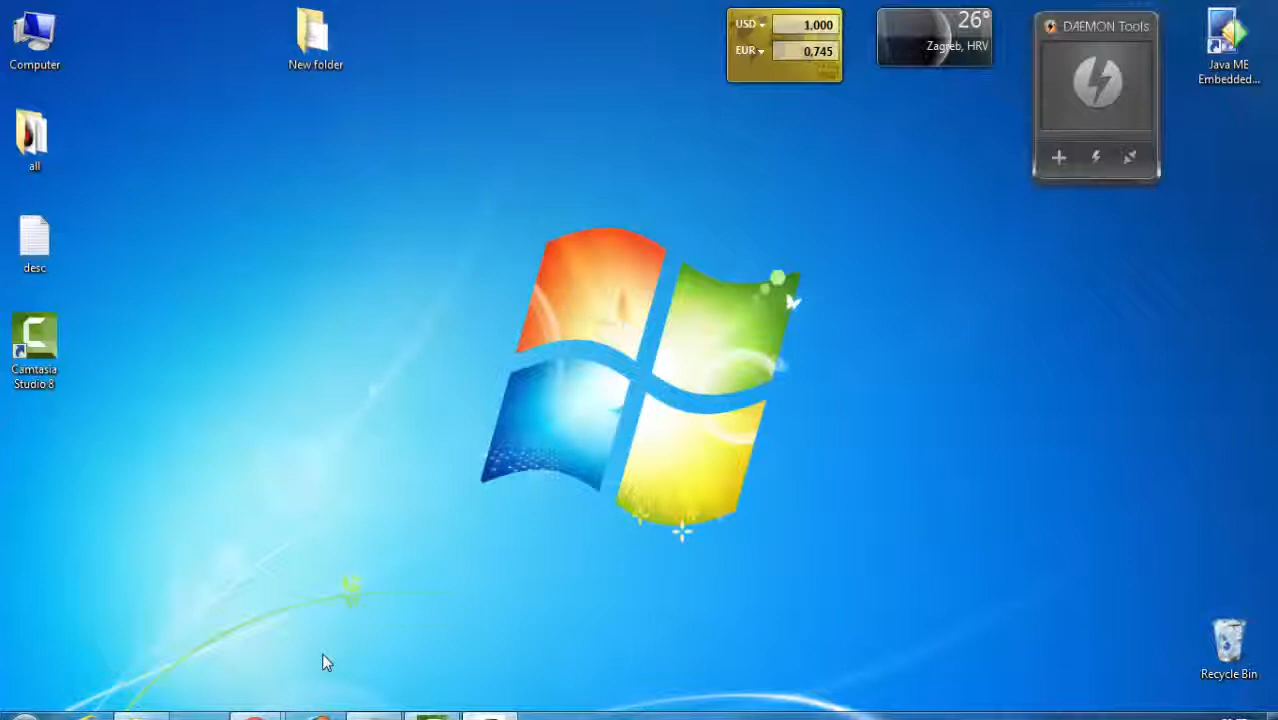 Computer
New folder
USD
1,000
EUR
0,745
26°
Zagreb, HRV
DAEMON Tools
Java ME
Embedded...
all
desc
Camtasia
Studio 8
Recycle Bin